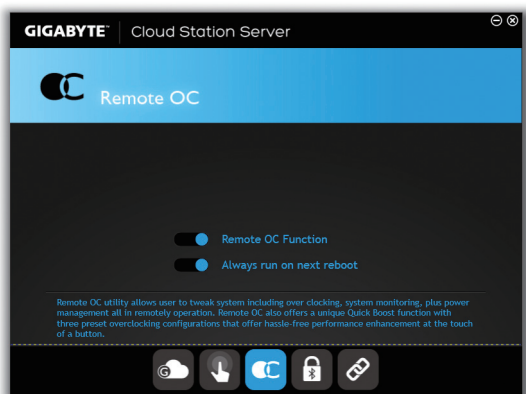 GIGABYTE™ Cloud Station Server
Remote OC
Remote OC Function
Always run on next reboot
Remote OC utility allows user to tweak system including over clocking, system monitoring, plus power
management all in remotely operation. Remote OC also offers a unique Quick Boost function with
three preset overclocking configurations that offer hassle-free performance enhancement at the touch
of a button.
G